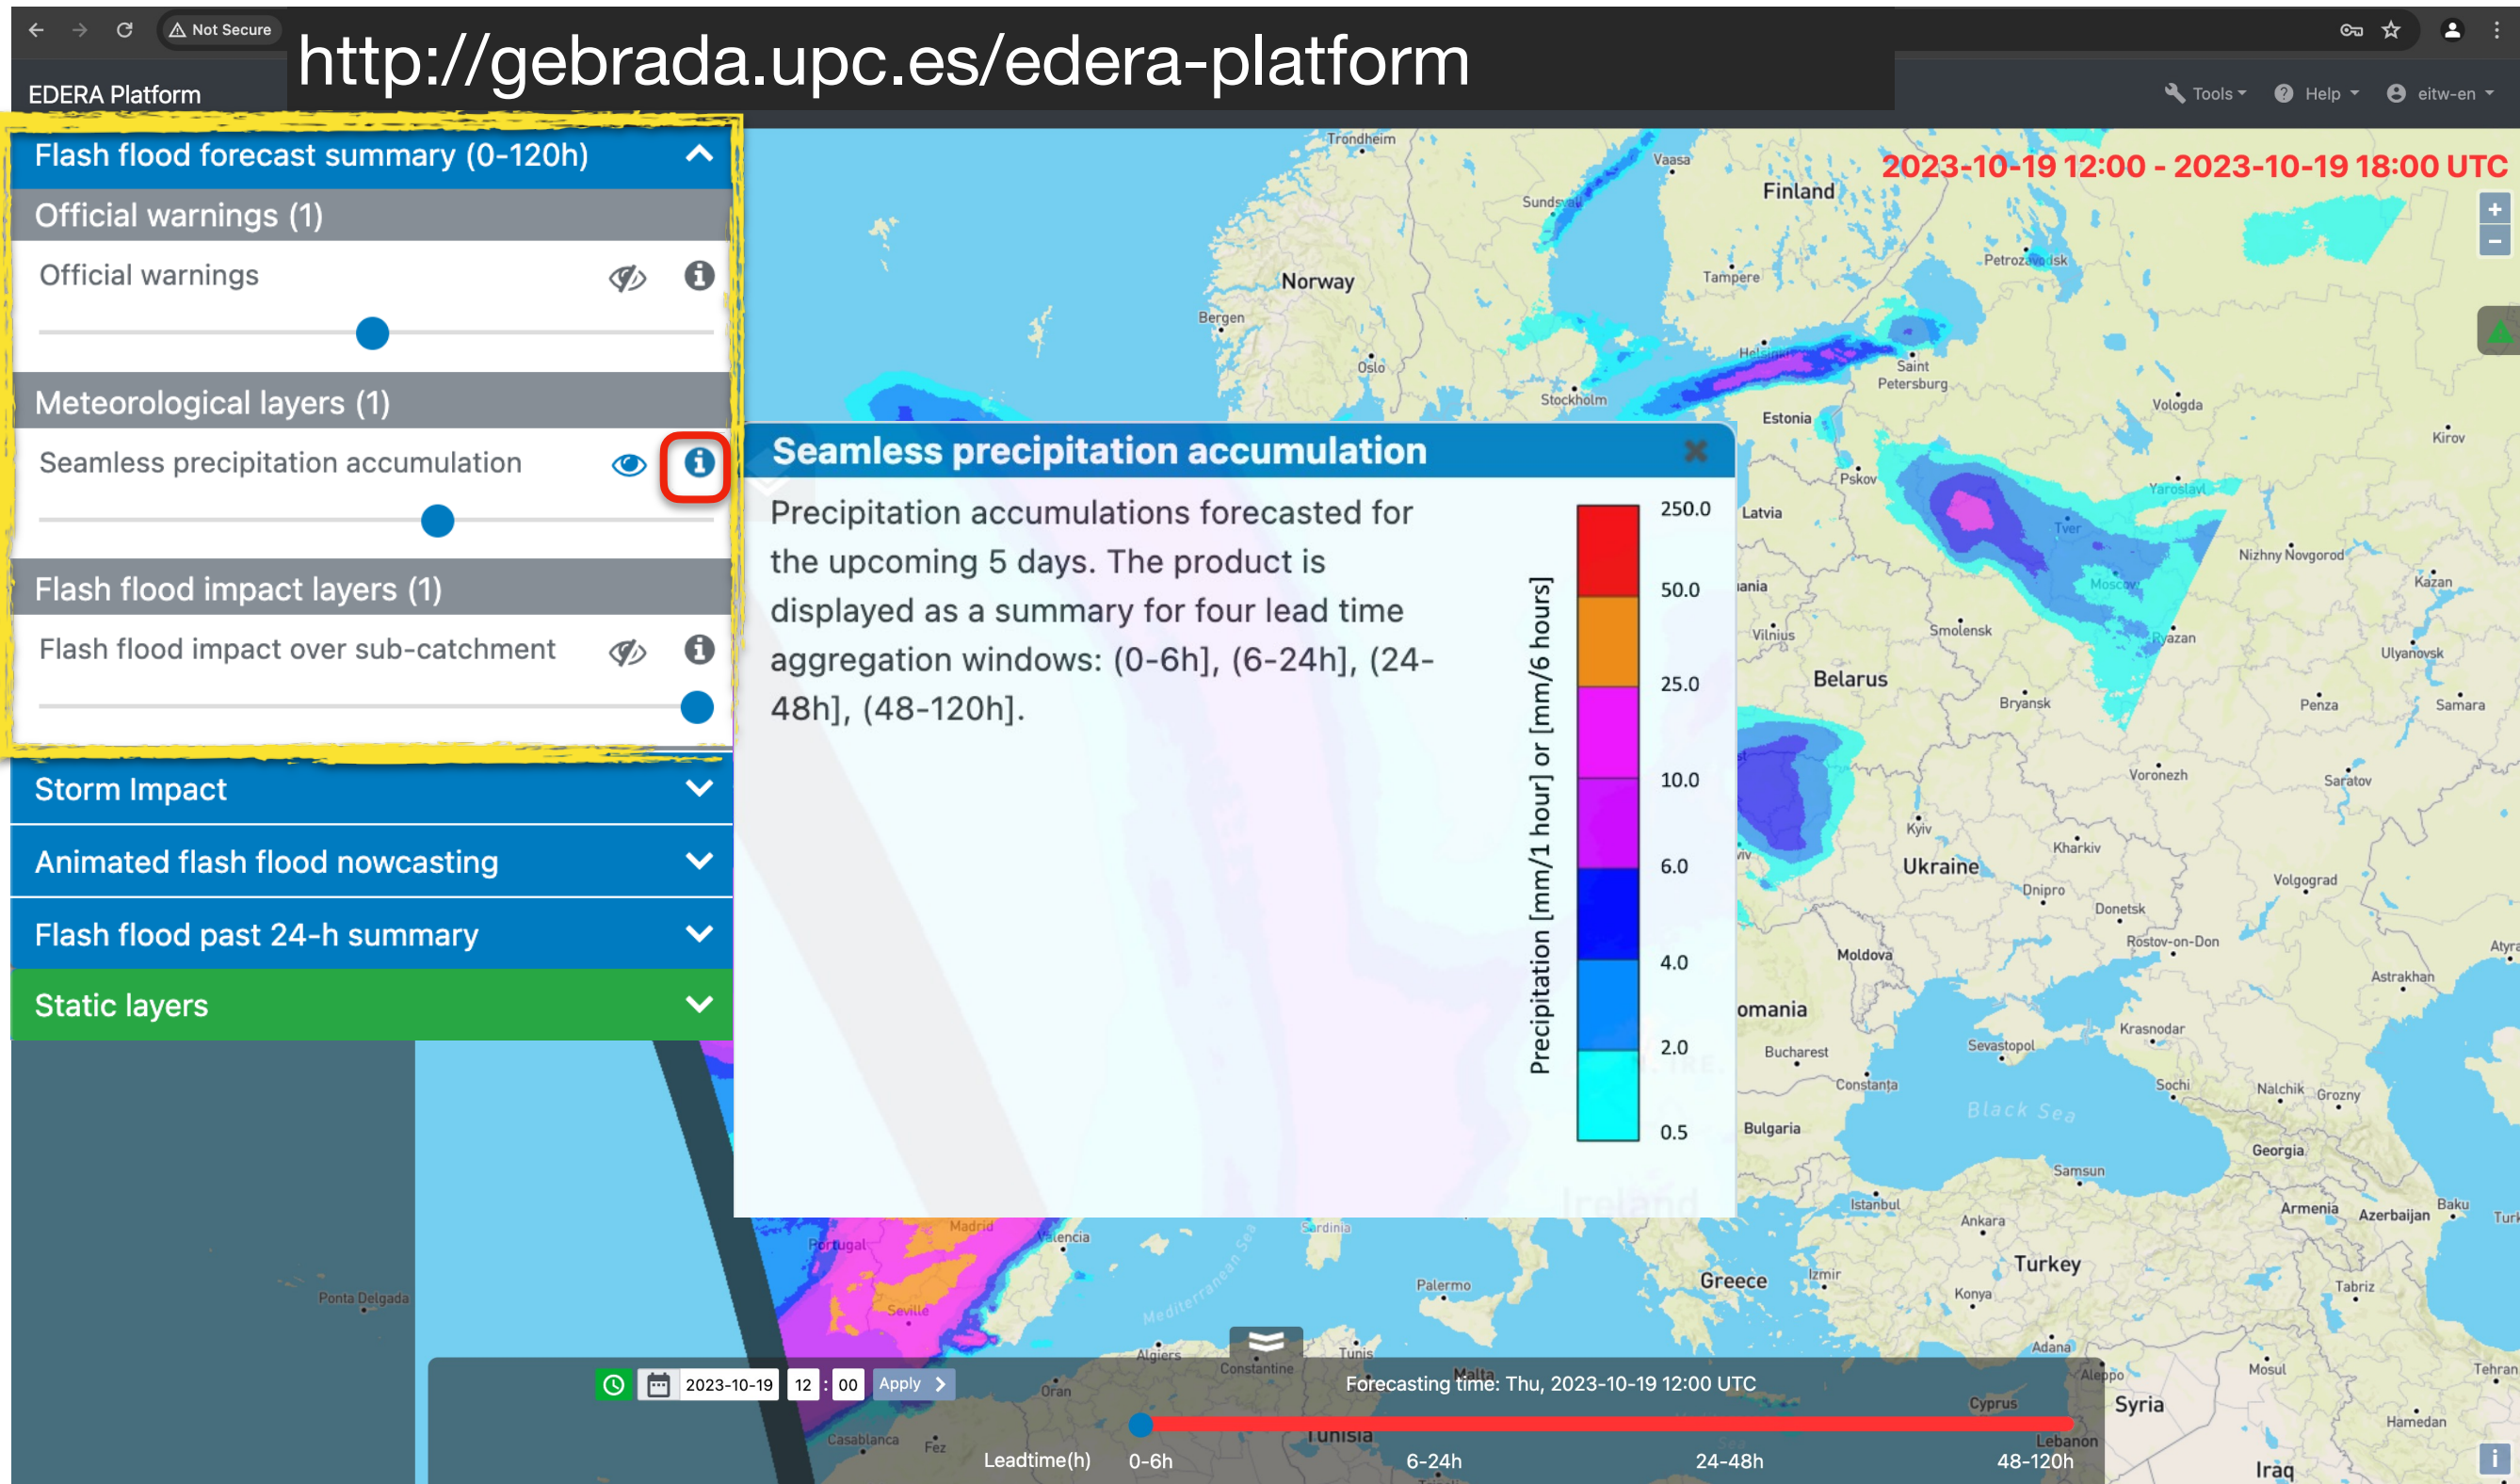 Not Secure
http://gebrada.upc.es/edera-platform
EDERA Platform
Tools
Help
eitw-en
Flash flood forecast summary (0-120h)
Official warnings (1)
Official warnings
Meteorological layers (1)
Seamless precipitation accumulation
Flash flood impact layers (1)
Flash flood impact over sub-catchment
Storm Impact
Animated flash flood nowcasting
Flash flood past 24-h summary
Static layers
2023-10-19 12:00 - 2023-10-19 18:00 UTC
Seamless precipitation accumulation
Precipitation accumulations forecasted for
the upcoming 5 days. The product is
displayed as a summary for four lead time
aggregation windows: (0-6h], (6-24h], (24-
48h], (48-120h].
Precipitation [mm/1 hour] or [mm/6 hours]
250.0
50.0
25.0
10.0
6.0
4.0
2.0
0.5
Trondheim
Vaasa
Finland
Sundsvall
Norway
Tampere
Petrozavodsk
Bergen
Oslo
Helsinki
Saint
Petersburg
Stockholm
Estonia
Vologda
Kirov
Pskov
Yaroslavl
Latvia
Tver
Nizhny Novgorod
Kazan
Moscow
uania
Vilnius
Smolensk
Ryazan
Ulyanovsk
Belarus
Bryansk
Penza
Samara
Voronezh
Saratov
Kyiv
Kharkiv
viv
Ukraine
Dnipro
Volgograd
Donetsk
Rostov-on-Don
Moldova
Atyra
Astrakhan
omania
Krasnodar
Bucharest
Sevastopol
Constanța
Sochi
Nalchik
Grozny
Black Sea
Bulgaria
Georgia
Samsun
N. IRE.
Ireland
Istanbul
Ankara
Armenia
Azerbaijan
Baku
Turk
Madrid
Portugal
Valencia
Sardinia
Turkey
Greece
Izmir
Palermo
Konya
Tabriz
Ponta Delgada
Seville
Mediterranean Sea
Adana
Algiers
Constantine
Tunis
Malta
Aleppo
Mosul
Tehran
Oran
Cyprus
Syria
Hamedan
Casablanca
Fez
Tunisia
Lebanon
Iraq
2023-10-19
12 : 00
Apply
Forecasting time: Thu, 2023-10-19 12:00 UTC
Leadtime(h)
0-6h
6-24h
24-48h
48-120h